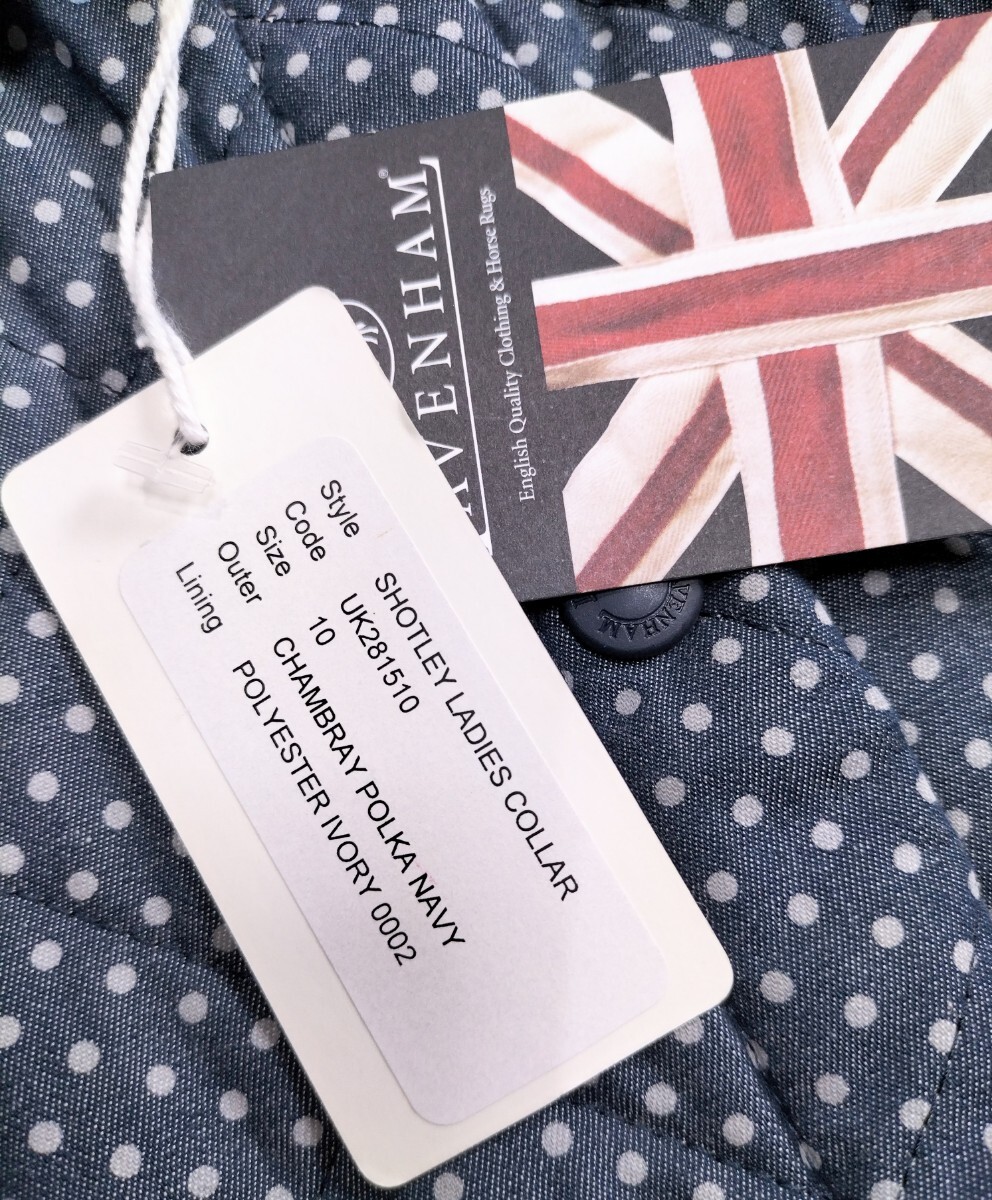 VENHAM®
English Quality Clothing & Horse Rugs
VENHAM
Style SHOTLEY LADIES COLLAR
Code UK281510
Size 10
Outer CHAMBRAY POLKA NAVY
Lining POLYESTER IVORY 0002